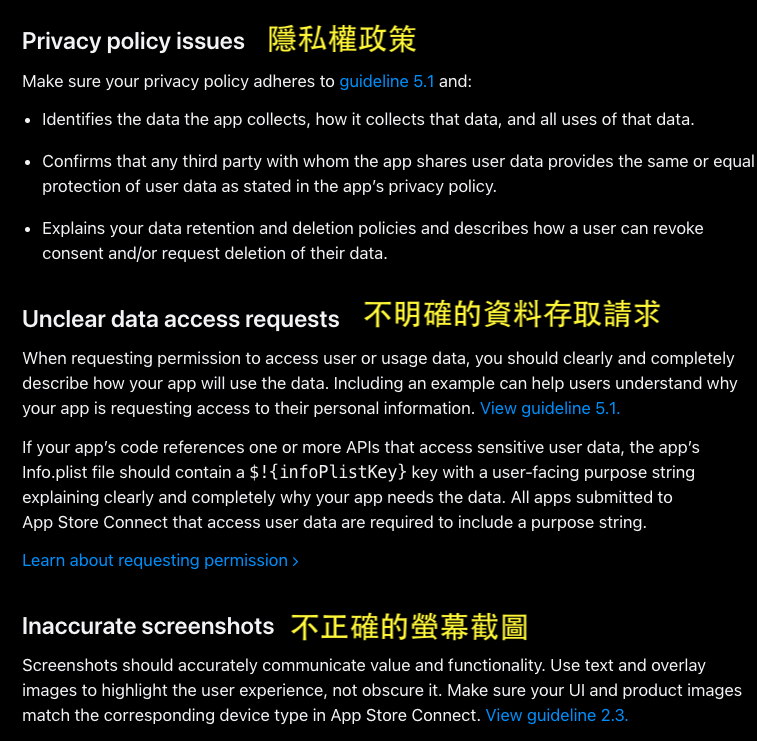 Privacy policy issues 隱私權政策
Make sure your privacy policy adheres to guideline 5.1 and:
• Identifies the data the app collects, how it collects that data, and all uses of that data.
• Confirms that any third party with whom the app shares user data provides the same or equal
protection of user data as stated in the app’s privacy policy.
• Explains your data retention and deletion policies and describes how a user can revoke
consent and/or request deletion of their data.
Unclear data access requests 不明確的資料存取請求
When requesting permission to access user or usage data, you should clearly and completely
describe how your app will use the data. Including an example can help users understand why
your app is requesting access to their personal information. View guideline 5.1.
If your app’s code references one or more APIs that access sensitive user data, the app’s
Info.plist file should contain a $!{infoPlistKey} key with a user-facing purpose string
explaining clearly and completely why your app needs the data. All apps submitted to
App Store Connect that access user data are required to include a purpose string.
Learn about requesting permission ›
Inaccurate screenshots 不正確的螢幕截圖
Screenshots should accurately communicate value and functionality. Use text and overlay
images to highlight the user experience, not obscure it. Make sure your UI and product images
match the corresponding device type in App Store Connect. View guideline 2.3.